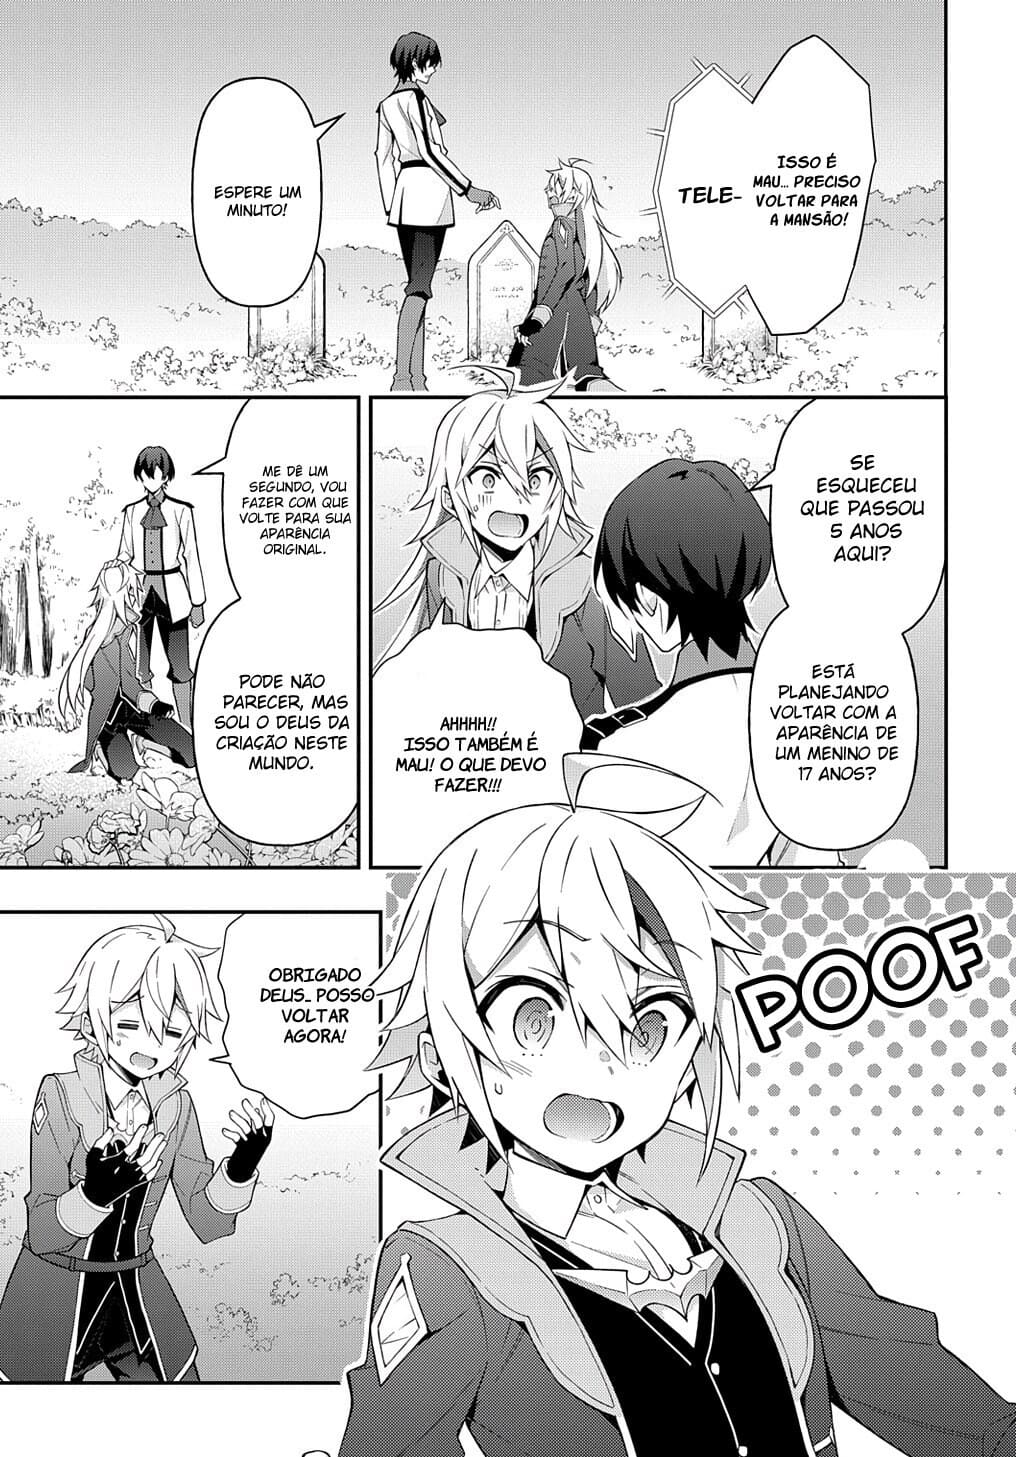 ISSO É
MAU... PRECISO
VOLTAR PARA
A MANSÃO!
TELE-
ESPERE UM
MINUTO!
SE
ESQUECEU
QUE PASSOU
5 ANOS
AQUI?
ESTÁ
PLANEJANDO
VOLTAR COM A
APARÊNCIA DE
UM MENINO DE
17 ANOS?
AHHHH!!
ISSO TAMBÉM É
MAU! O QUE DEVO
FAZER!!!
ME DÊ UM
SEGUNDO, VOU
FAZER COM QUE
VOLTE PARA SUA
APARÊNCIA
ORIGINAL.
PODE NÃO
PARECER, MAS
SOU O DEUS DA
CRIAÇÃO NESTE
MUNDO.
POOF
OBRIGADO
DEUS... POSSO
VOLTAR
AGORA!